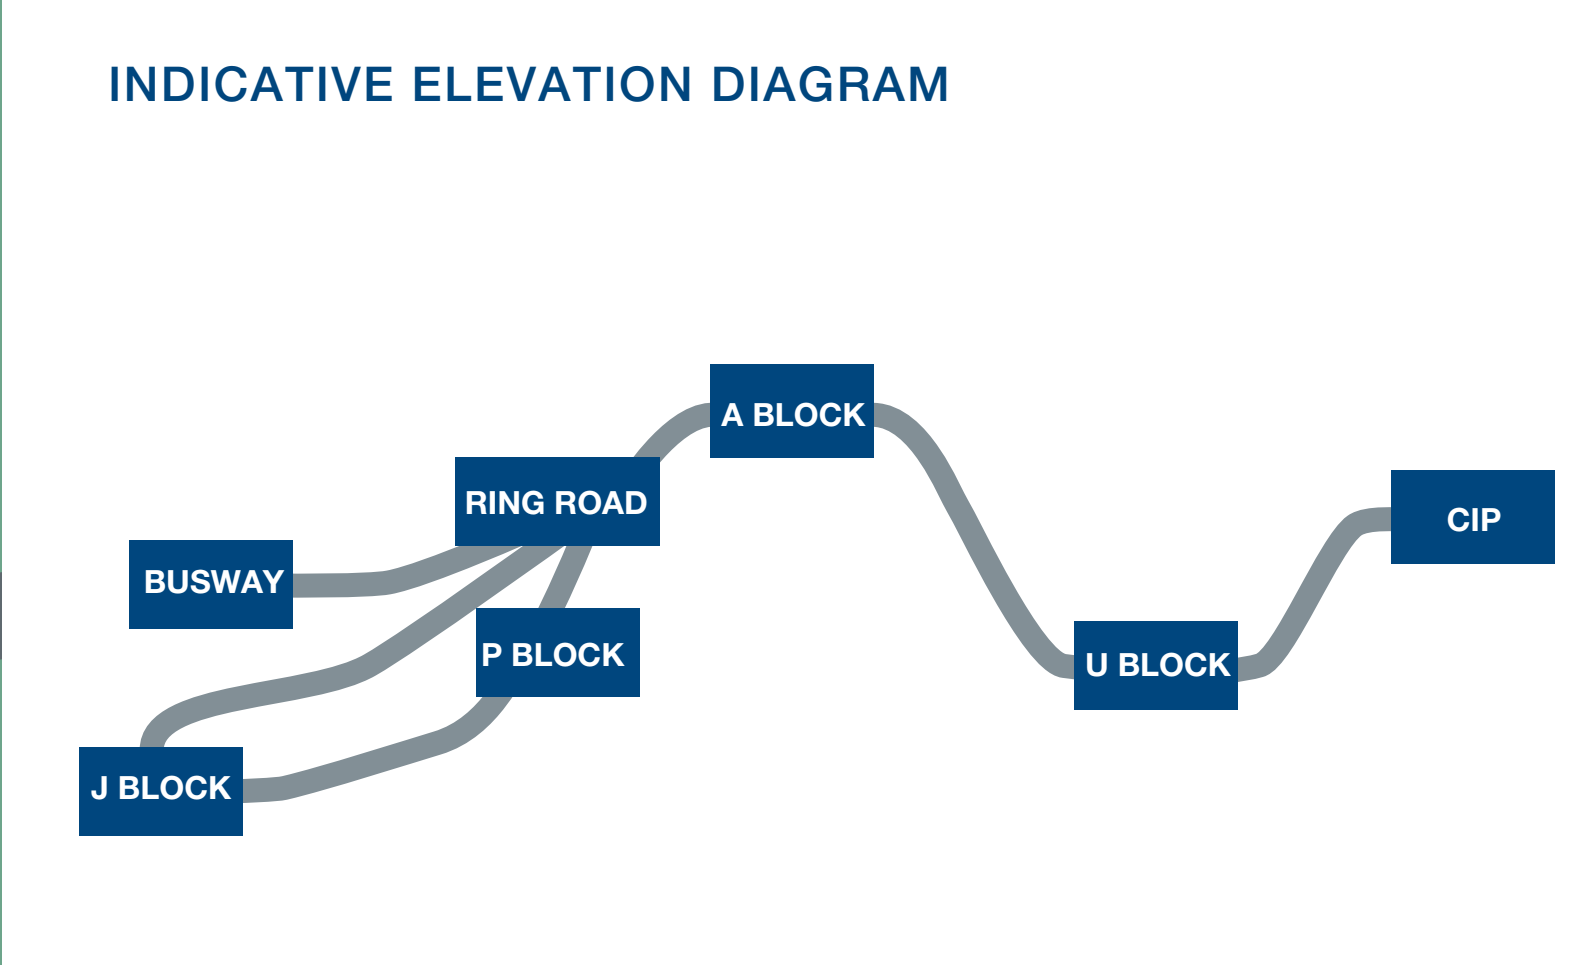 INDICATIVE ELEVATION DIAGRAM
A BLOCK
RING ROAD
CIP
BUSWAY
P BLOCK
U BLOCK
J BLOCK